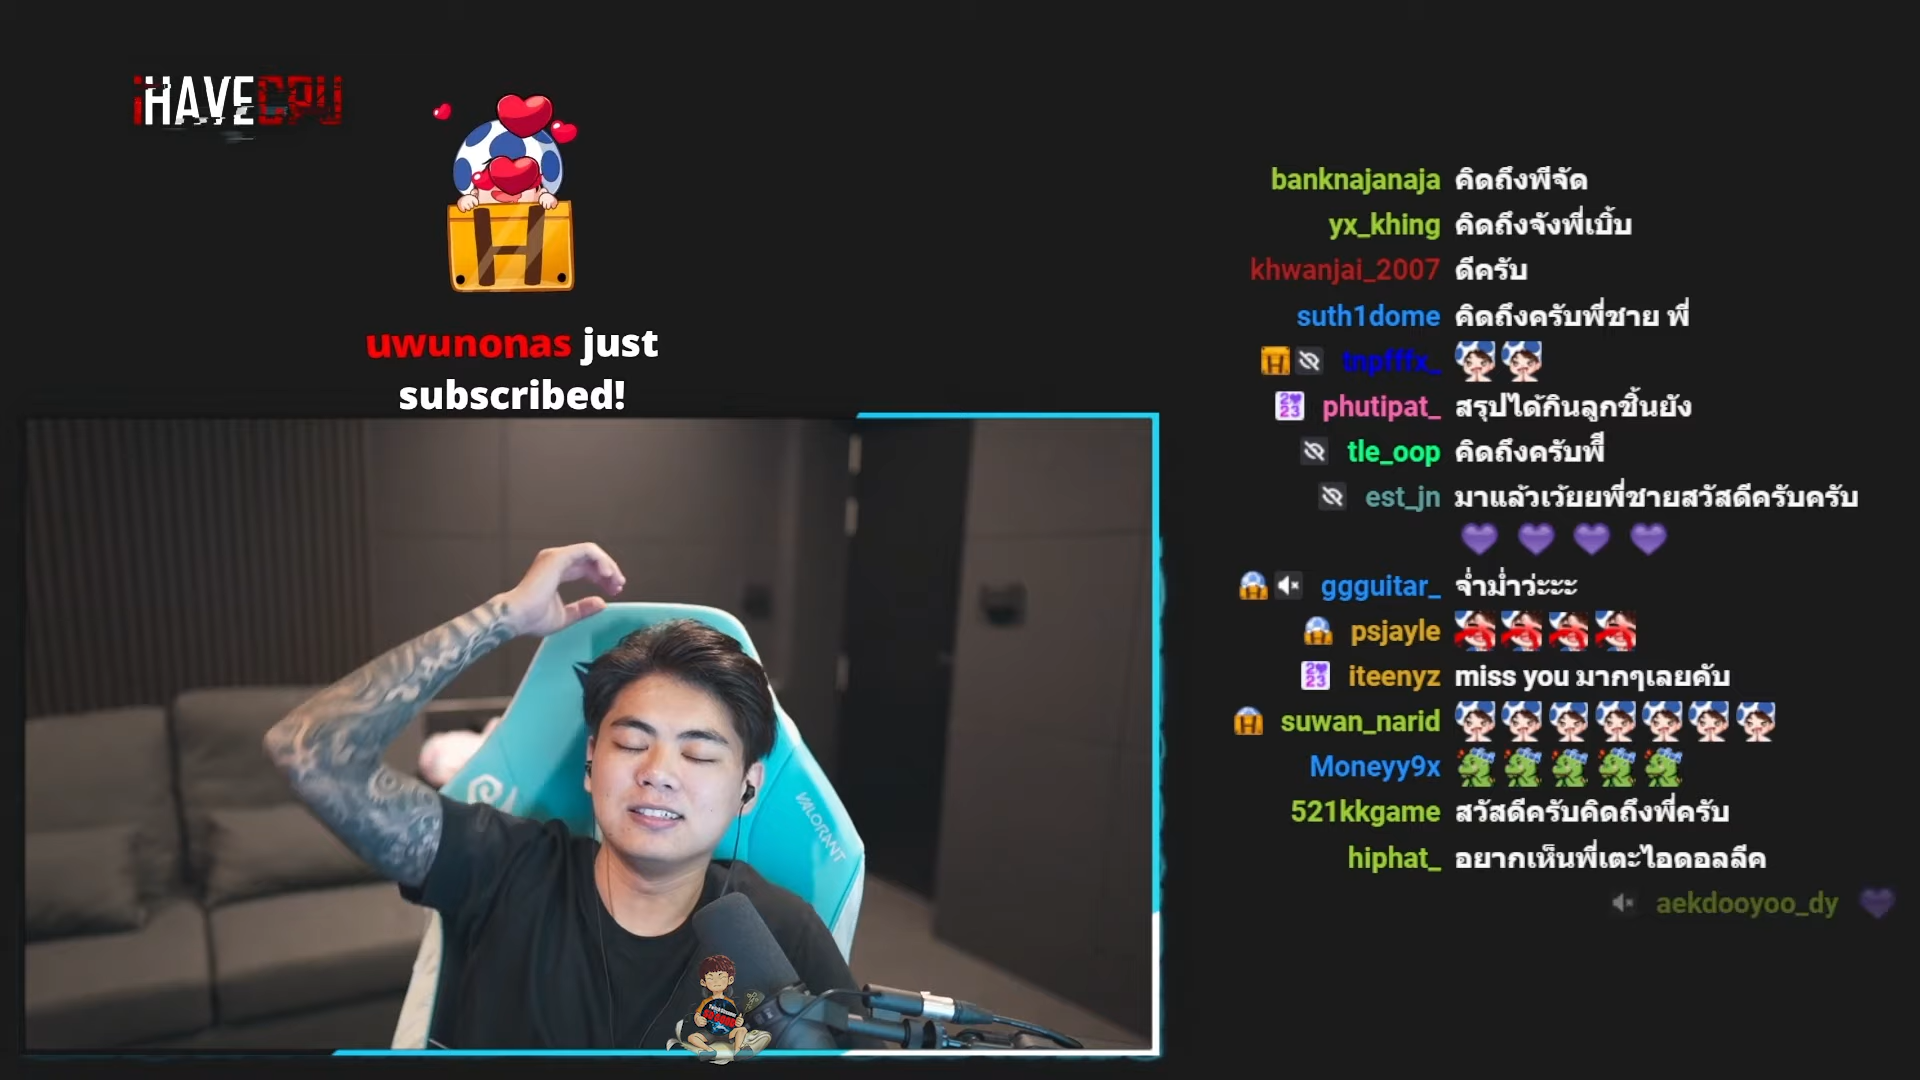 iHAVECPU
H
uwunonas just
subscribed!
banknajanaja คิดถึงพี่จัด
yx_khing คิดถึงจังพี่เบิ้บ
khwanjai_2007 ดีครับ
suth1dome คิดถึงครับพี่ชาย พี่
tnpfffx_
phutipat_ สรุปได้กินลูกขิ้นยัง
tle_oop คิดถึงครับพี่
est_jn มาแล้วเว้ยยพี่ชายสวัสดีครับครับ
ggguitar_ จ่ำม่ำว่ะะะ
psjayle
iteenyz miss you มากๆเลยคับ
suwan_narid
Moneyy9x
521kkgame สวัสดีครับคิดถึงพี่ครับ
hiphat_ อยากเห็นพี่เตะไอดอลลีค
aekdooyoo_dy
VALORANT